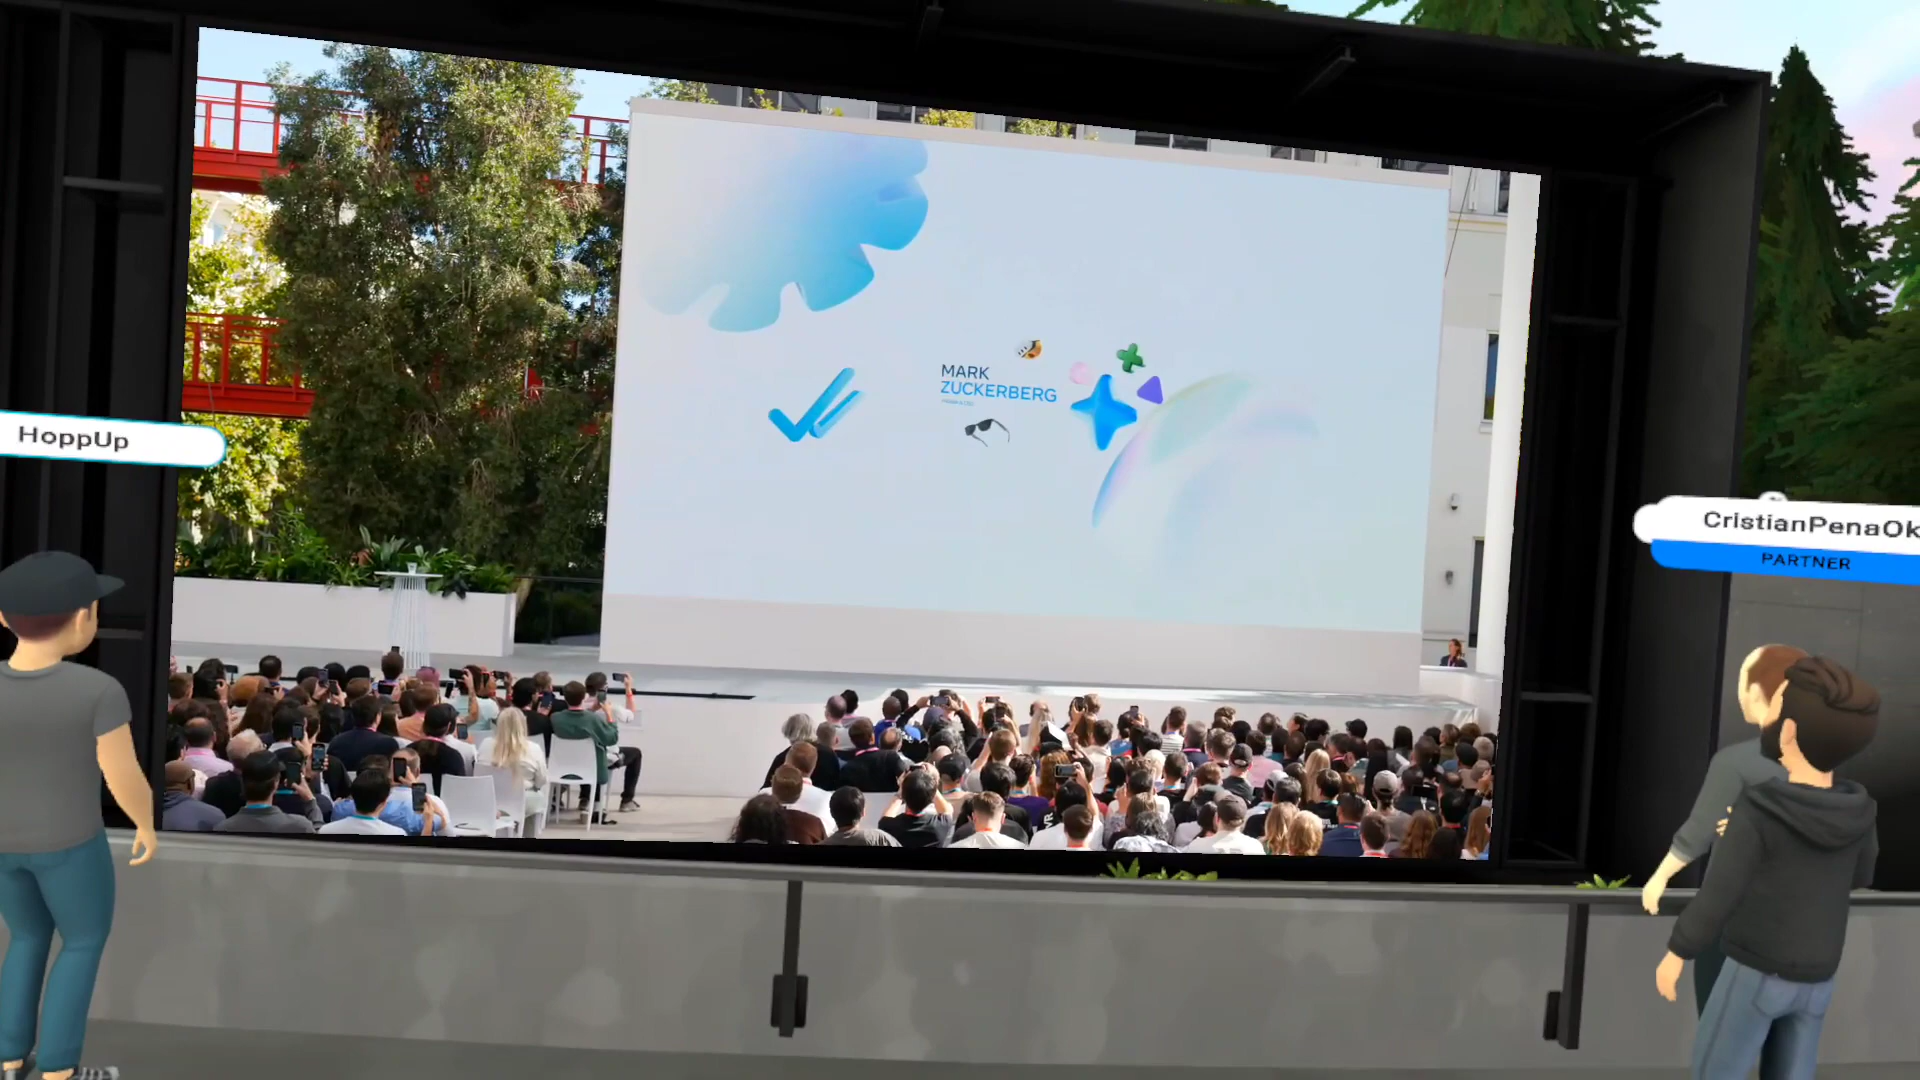 MARK
ZUCKERBERG
HoppUp
CristianPenaOk
PARTNER